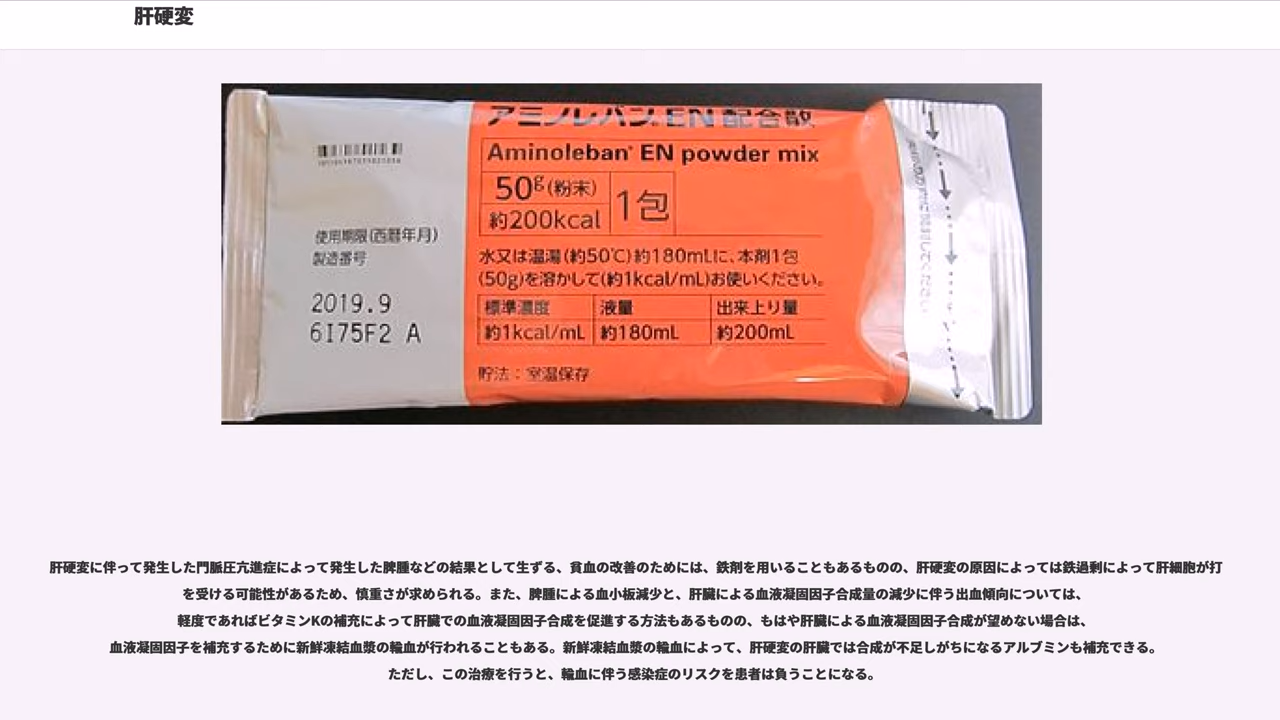 肝硬変
アミノレバン EN 配合散
Aminoleban® EN powder mix
50g(粉末)
1包
約200kcal
使用期限(西暦年月)
製造番号
2019.9
6I75F2 A
水又は温湯(約50℃)約180mLに、本剤1包
(50g)を溶かして(約1kcal/mL)お使いください。
標準濃度 液量 出来上り量
約1kcal/mL 約180mL 約200mL
貯法:室温保存
肝硬変に伴って発生した門脈圧亢進症によって発生した脾腫などの結果として生ずる、貧血の改善のためには、鉄剤を用いることもあるものの、肝硬変の原因によっては鉄過剰によって肝細胞が打
を受ける可能性があるため、慎重さが求められる。また、脾腫による血小板減少と、肝臓による血液凝固因子合成量の減少に伴う出血傾向については、
軽度であればビタミンKの補充によって肝臓での血液凝固因子合成を促進する方法もあるものの、もはや肝臓による血液凝固因子合成が望めない場合は、
血液凝固因子を補充するために新鮮凍結血漿の輸血が行われることもある。新鮮凍結血漿の輸血によって、肝硬変の肝臓では合成が不足しがちになるアルブミンも補充できる。
ただし、この治療を行うと、輸血に伴う感染症のリスクを患者は負うことになる。